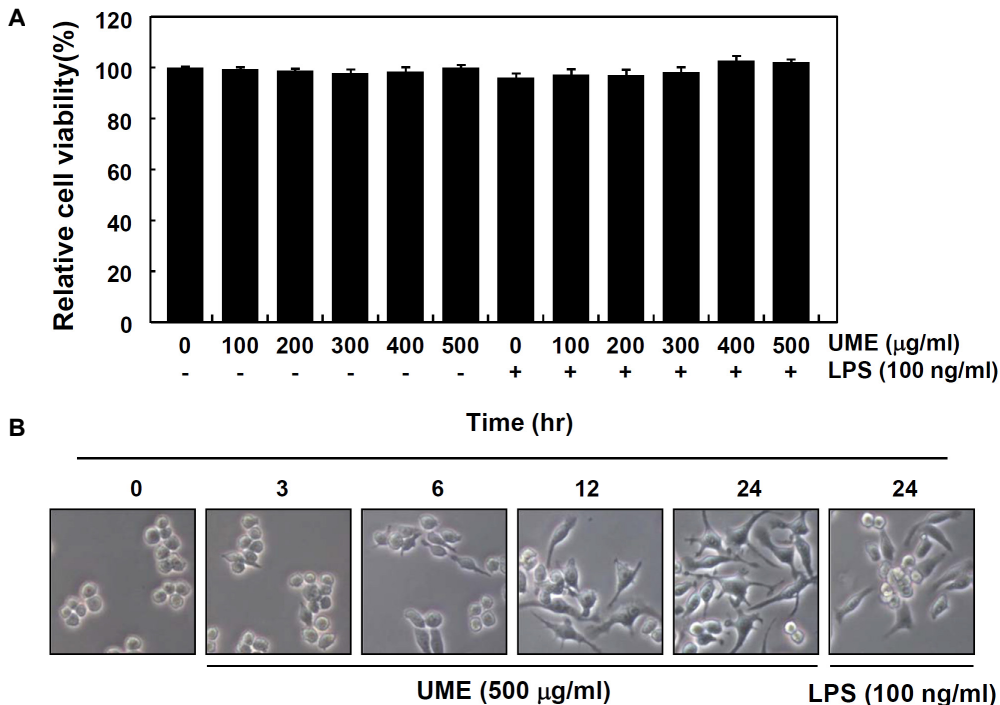 A
Relative cell viability(%)
120
100
80
60
40
20
0
0 100 200 300 400 500 0 100 200 300 400 500 UME (μg/ml)
- - - - - - + + + + + + LPS (100 ng/ml)
B
Time (hr)
0 3 6 12 24 24
UME (500 μg/ml) LPS (100 ng/ml)